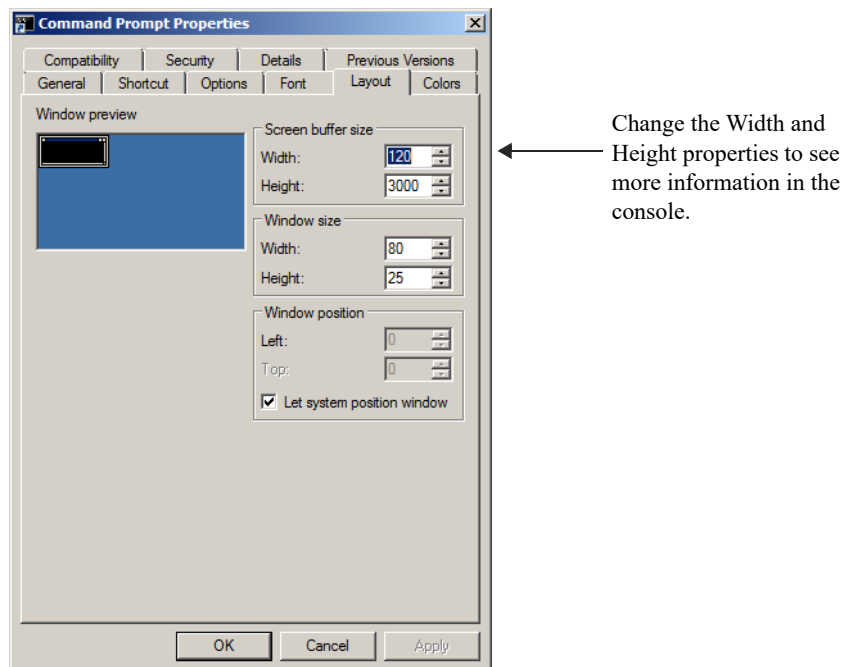 Command Prompt Properties
Compatibility Security Details Previous Versions
General Shortcut Options Font Layout Colors
Window preview
Screen buffer size
Width: 120
Height: 3000
Window size
Width: 80
Height: 25
Window position
Left: 0
Top: 0
Let system position window
OK Cancel Apply
Change the Width and
Height properties to see
more information in the
console.